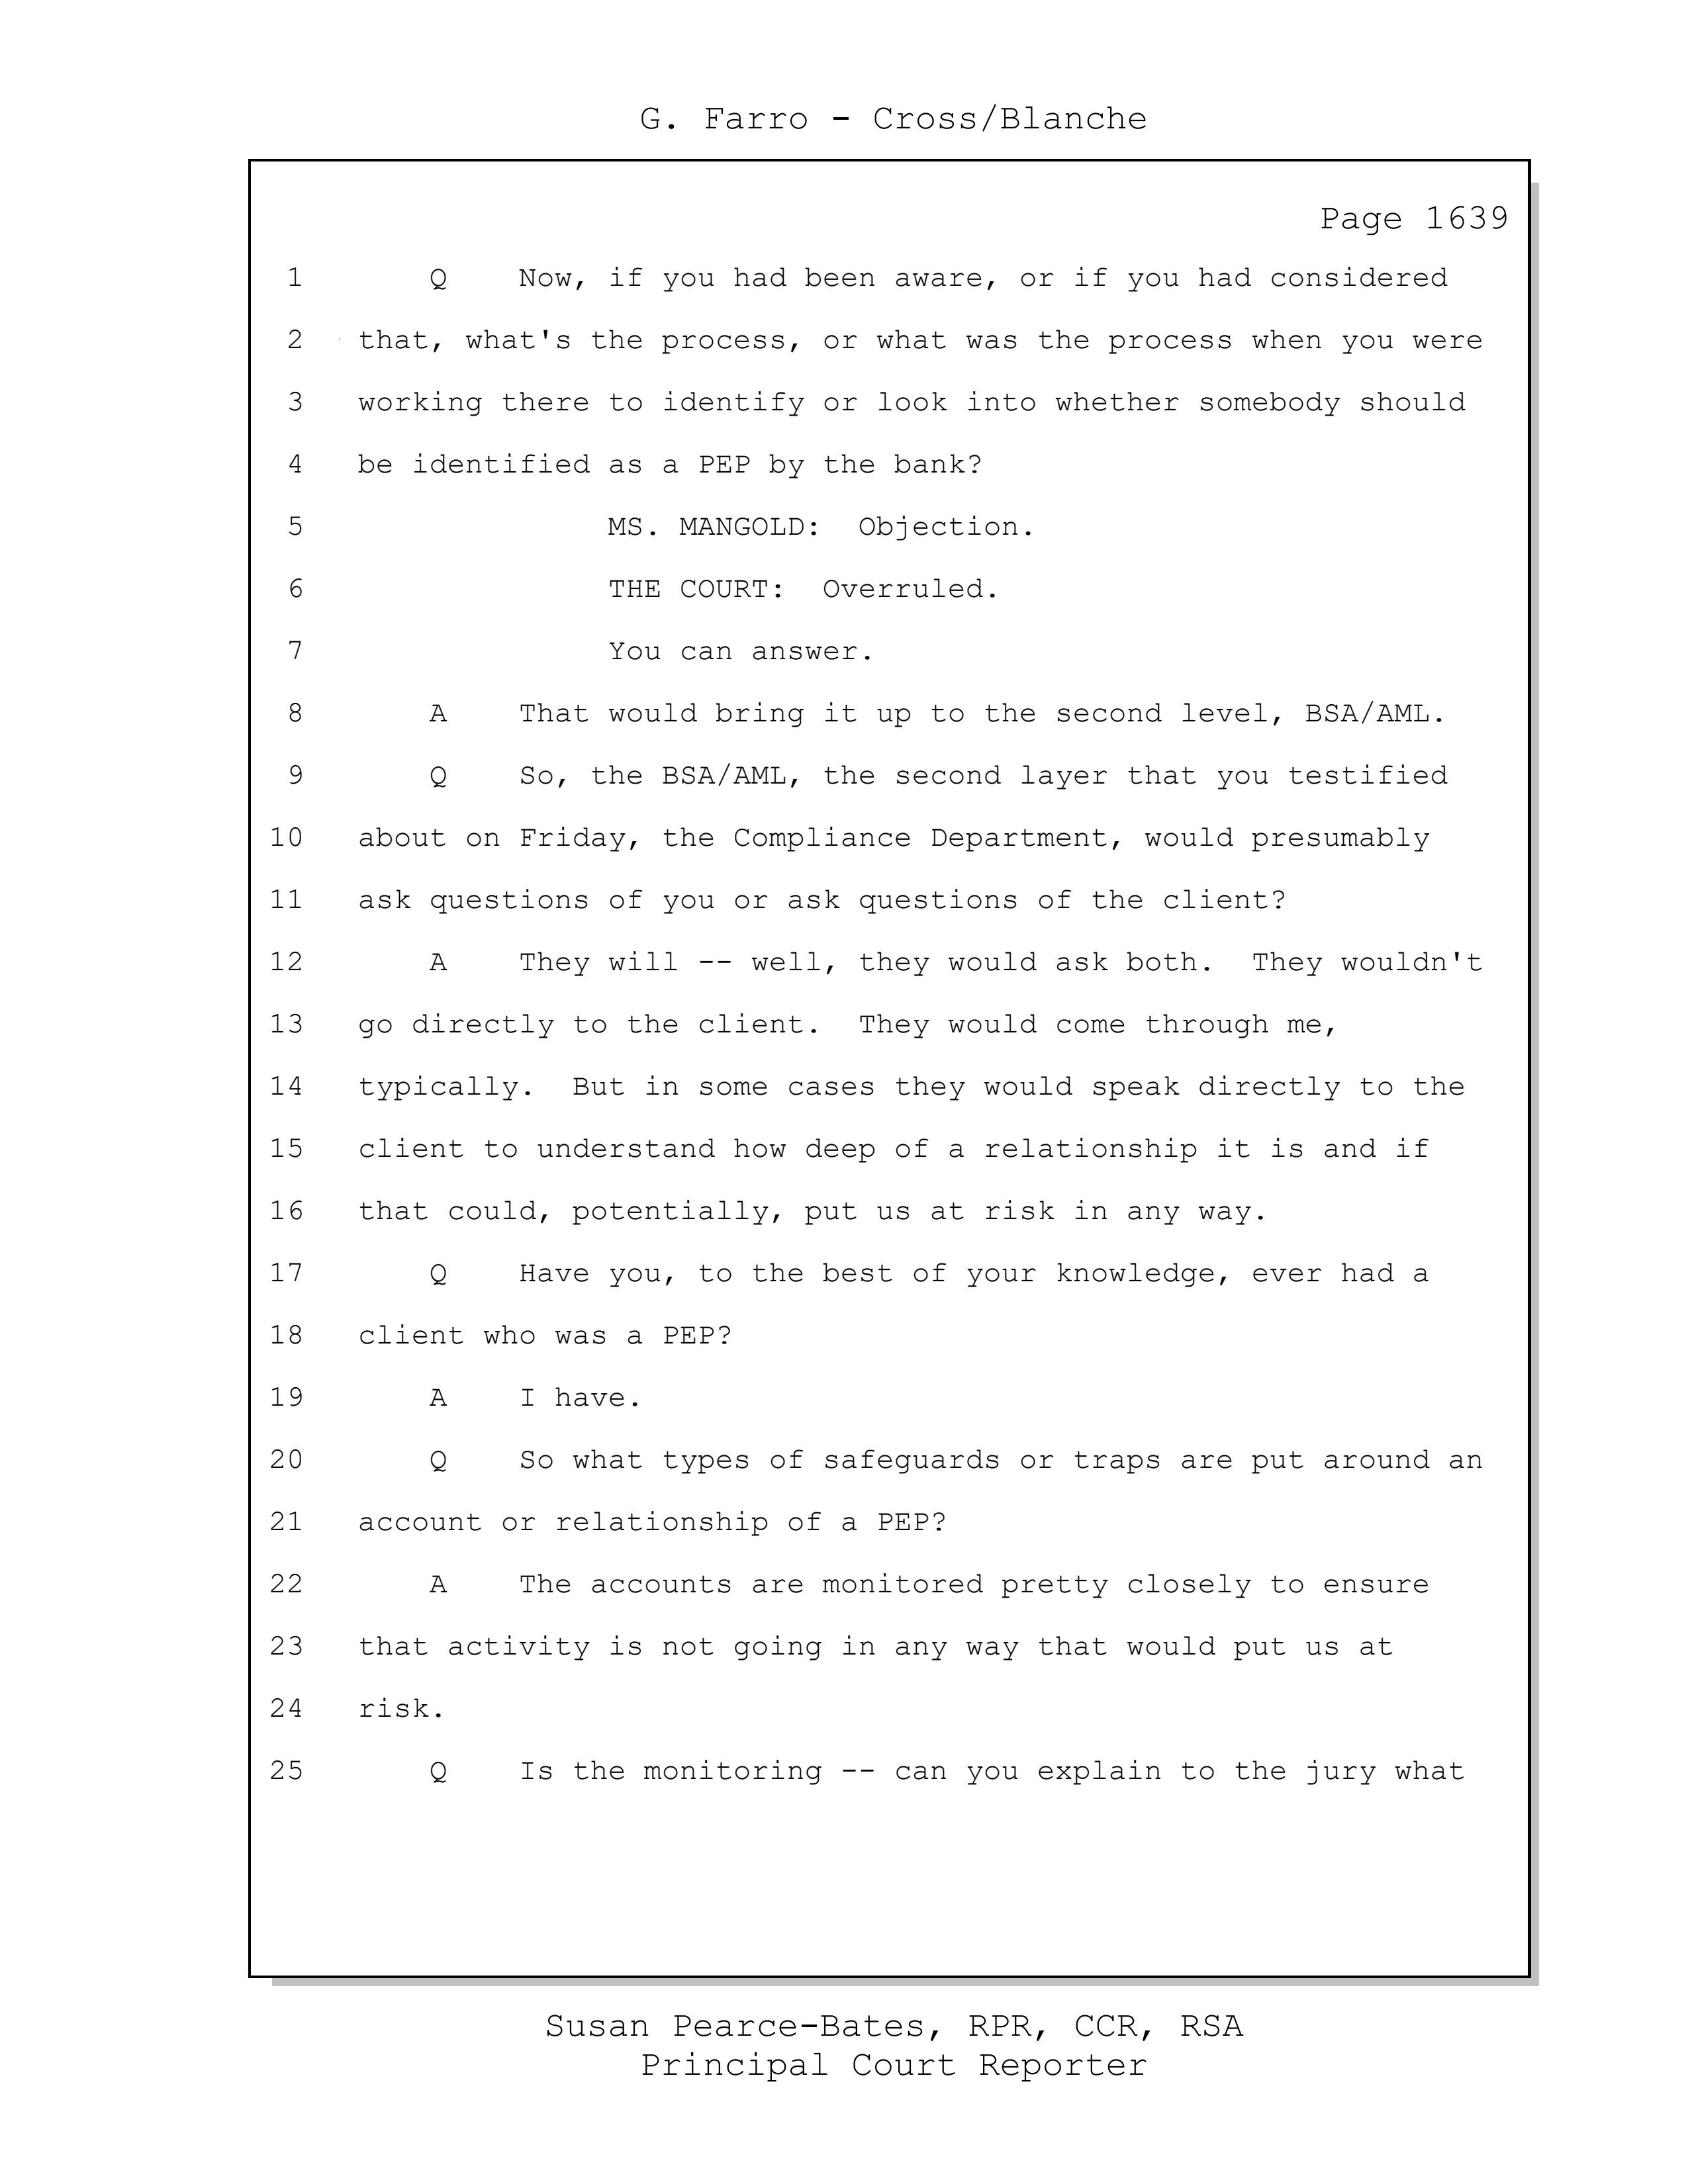 G. Farro - Cross/Blanche
Page 1639
1 Q Now, if you had been aware, or if you had considered
2 that, what's the process, or what was the process when you were
3 working there to identify or look into whether somebody should
4 be identified as a PEP by the bank?
5 MS. MANGOLD: Objection.
6 THE COURT: Overruled.
7 You can answer.
8 A That would bring it up to the second level, BSA/AML.
9 Q So, the BSA/AML, the second layer that you testified
10 about on Friday, the Compliance Department, would presumably
11 ask questions of you or ask questions of the client?
12 A They will -- well, they would ask both. They wouldn't
13 go directly to the client. They would come through me,
14 typically. But in some cases they would speak directly to the
15 client to understand how deep of a relationship it is and if
16 that could, potentially, put us at risk in any way.
17 Q Have you, to the best of your knowledge, ever had a
18 client who was a PEP?
19 A I have.
20 Q So what types of safeguards or traps are put around an
21 account or relationship of a PEP?
22 A The accounts are monitored pretty closely to ensure
23 that activity is not going in any way that would put us at
24 risk.
25 Q Is the monitoring -- can you explain to the jury what
Susan Pearce-Bates, RPR, CCR, RSA
Principal Court Reporter